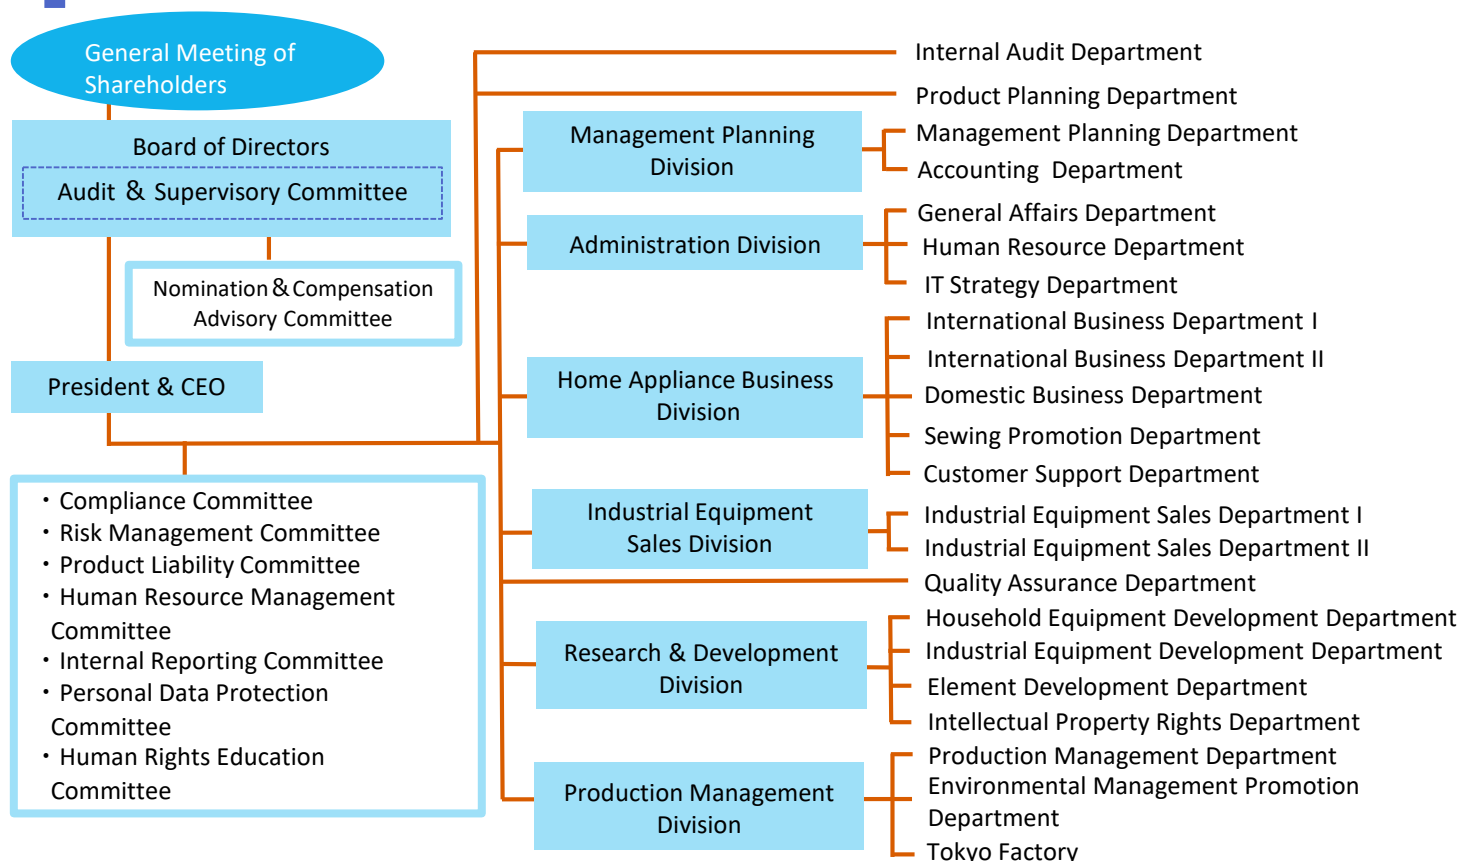 General Meeting of
Shareholders
Board of Directors
Audit & Supervisory Committee
Nomination & Compensation
Advisory Committee
President & CEO
・Compliance Committee
・Risk Management Committee
・Product Liability Committee
・Human Resource Management
Committee
・Internal Reporting Committee
・Personal Data Protection
Committee
・Human Rights Education
Committee
Internal Audit Department
Product Planning Department
Management Planning
Division
Management Planning Department
Accounting Department
Administration Division
General Affairs Department
Human Resource Department
IT Strategy Department
Home Appliance Business
Division
International Business Department I
International Business Department II
Domestic Business Department
Sewing Promotion Department
Customer Support Department
Industrial Equipment
Sales Division
Industrial Equipment Sales Department I
Industrial Equipment Sales Department II
Quality Assurance Department
Research & Development
Division
Household Equipment Development Department
Industrial Equipment Development Department
Element Development Department
Intellectual Property Rights Department
Production Management
Division
Production Management Department
Environmental Management Promotion
Department
Tokyo Factory